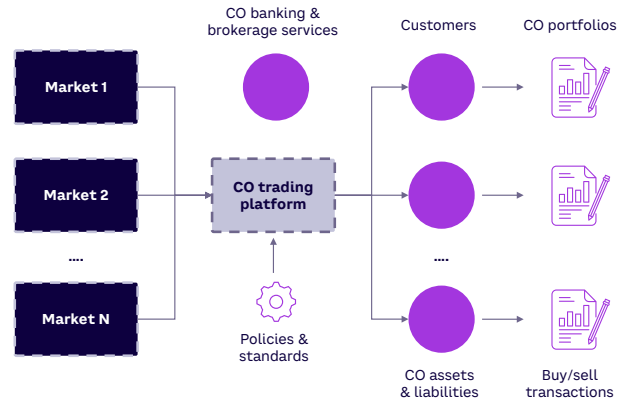 CO banking &
brokerage services
Customers
CO portfolios
Market 1
Market 2
CO trading
platform
....
....
Market N
Policies &
standards
CO assets
& liabilities
Buy/sell
transactions